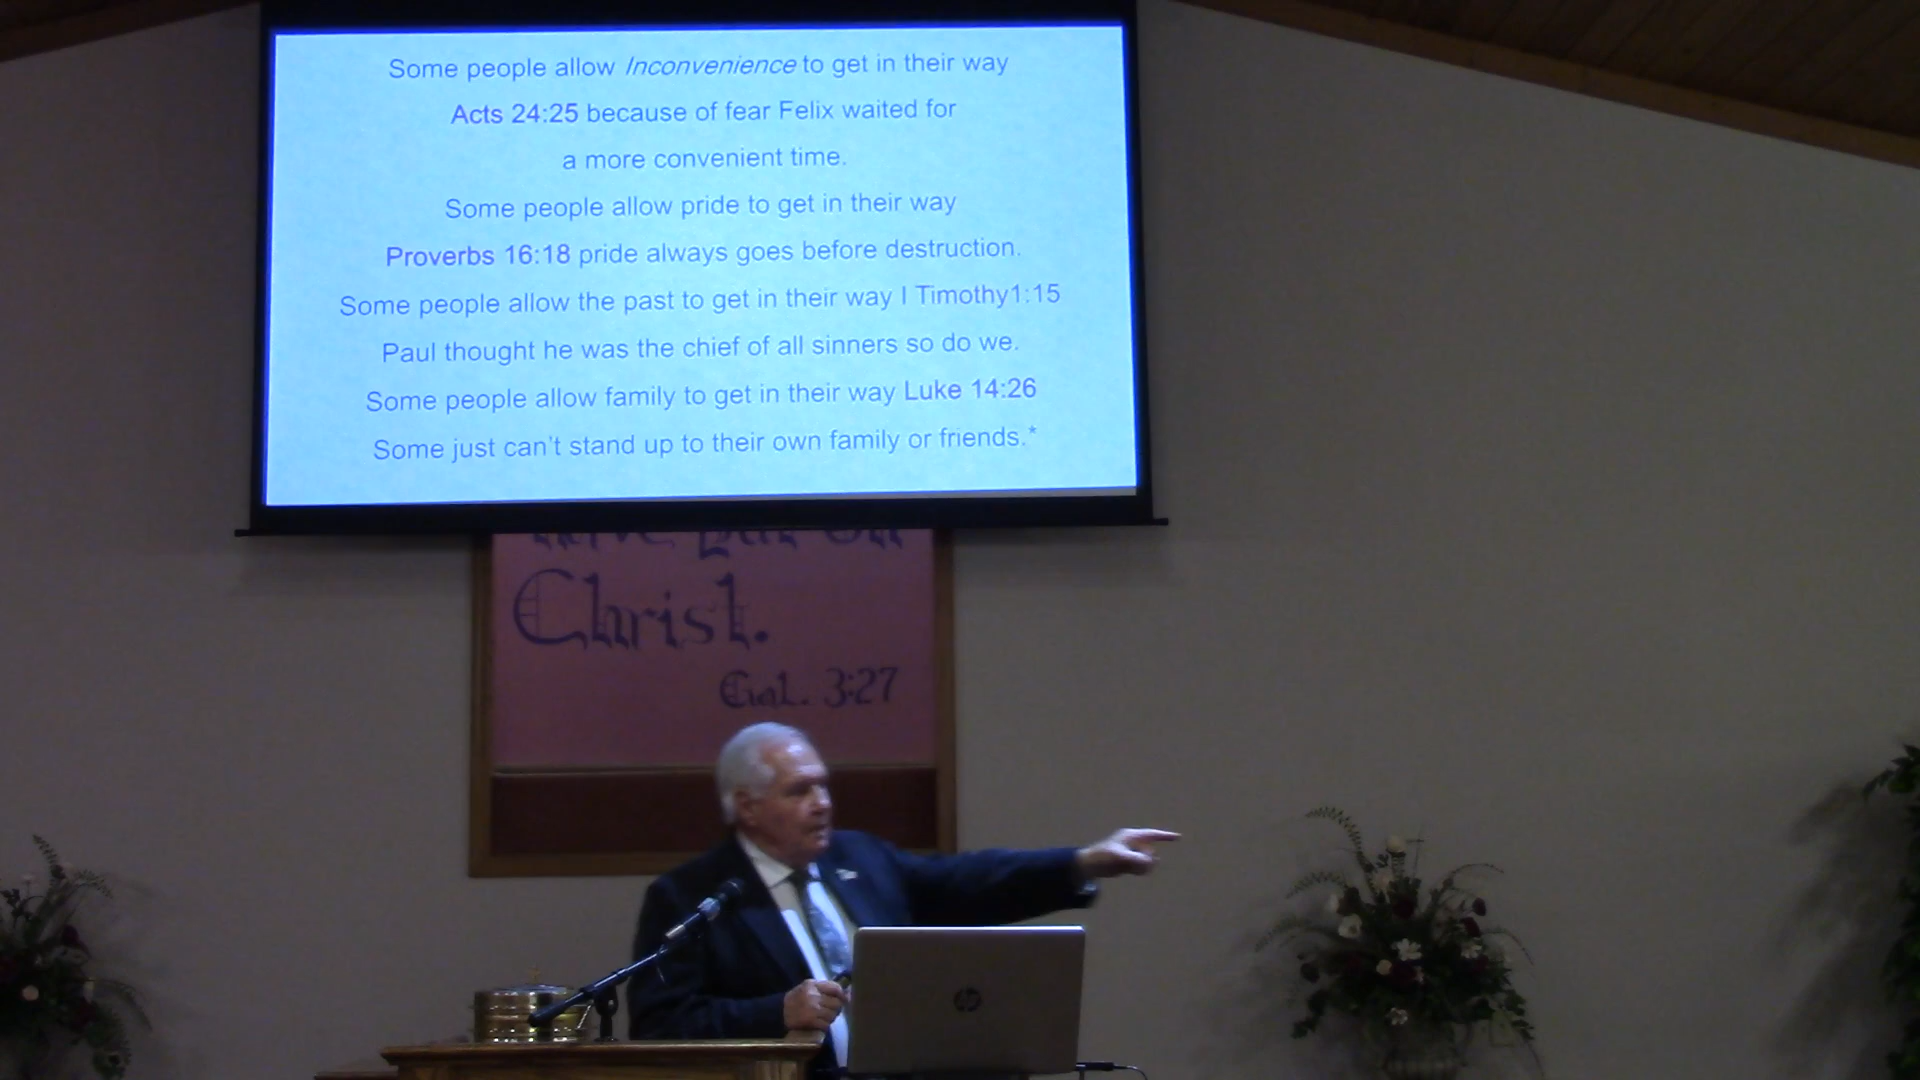 Some people allow Inconvenience to get in their way
Acts 24:25 because of fear Felix waited for
a more convenient time.
Some people allow pride to get in their way
Proverbs 16:18 pride always goes before destruction.
Some people allow the past to get in their way I Timothy1:15
Paul thought he was the chief of all sinners so do we.
Some people allow family to get in their way Luke 14:26
Some just can't stand up to their own family or friends.*
Christ.
Gal. 3:27
hp